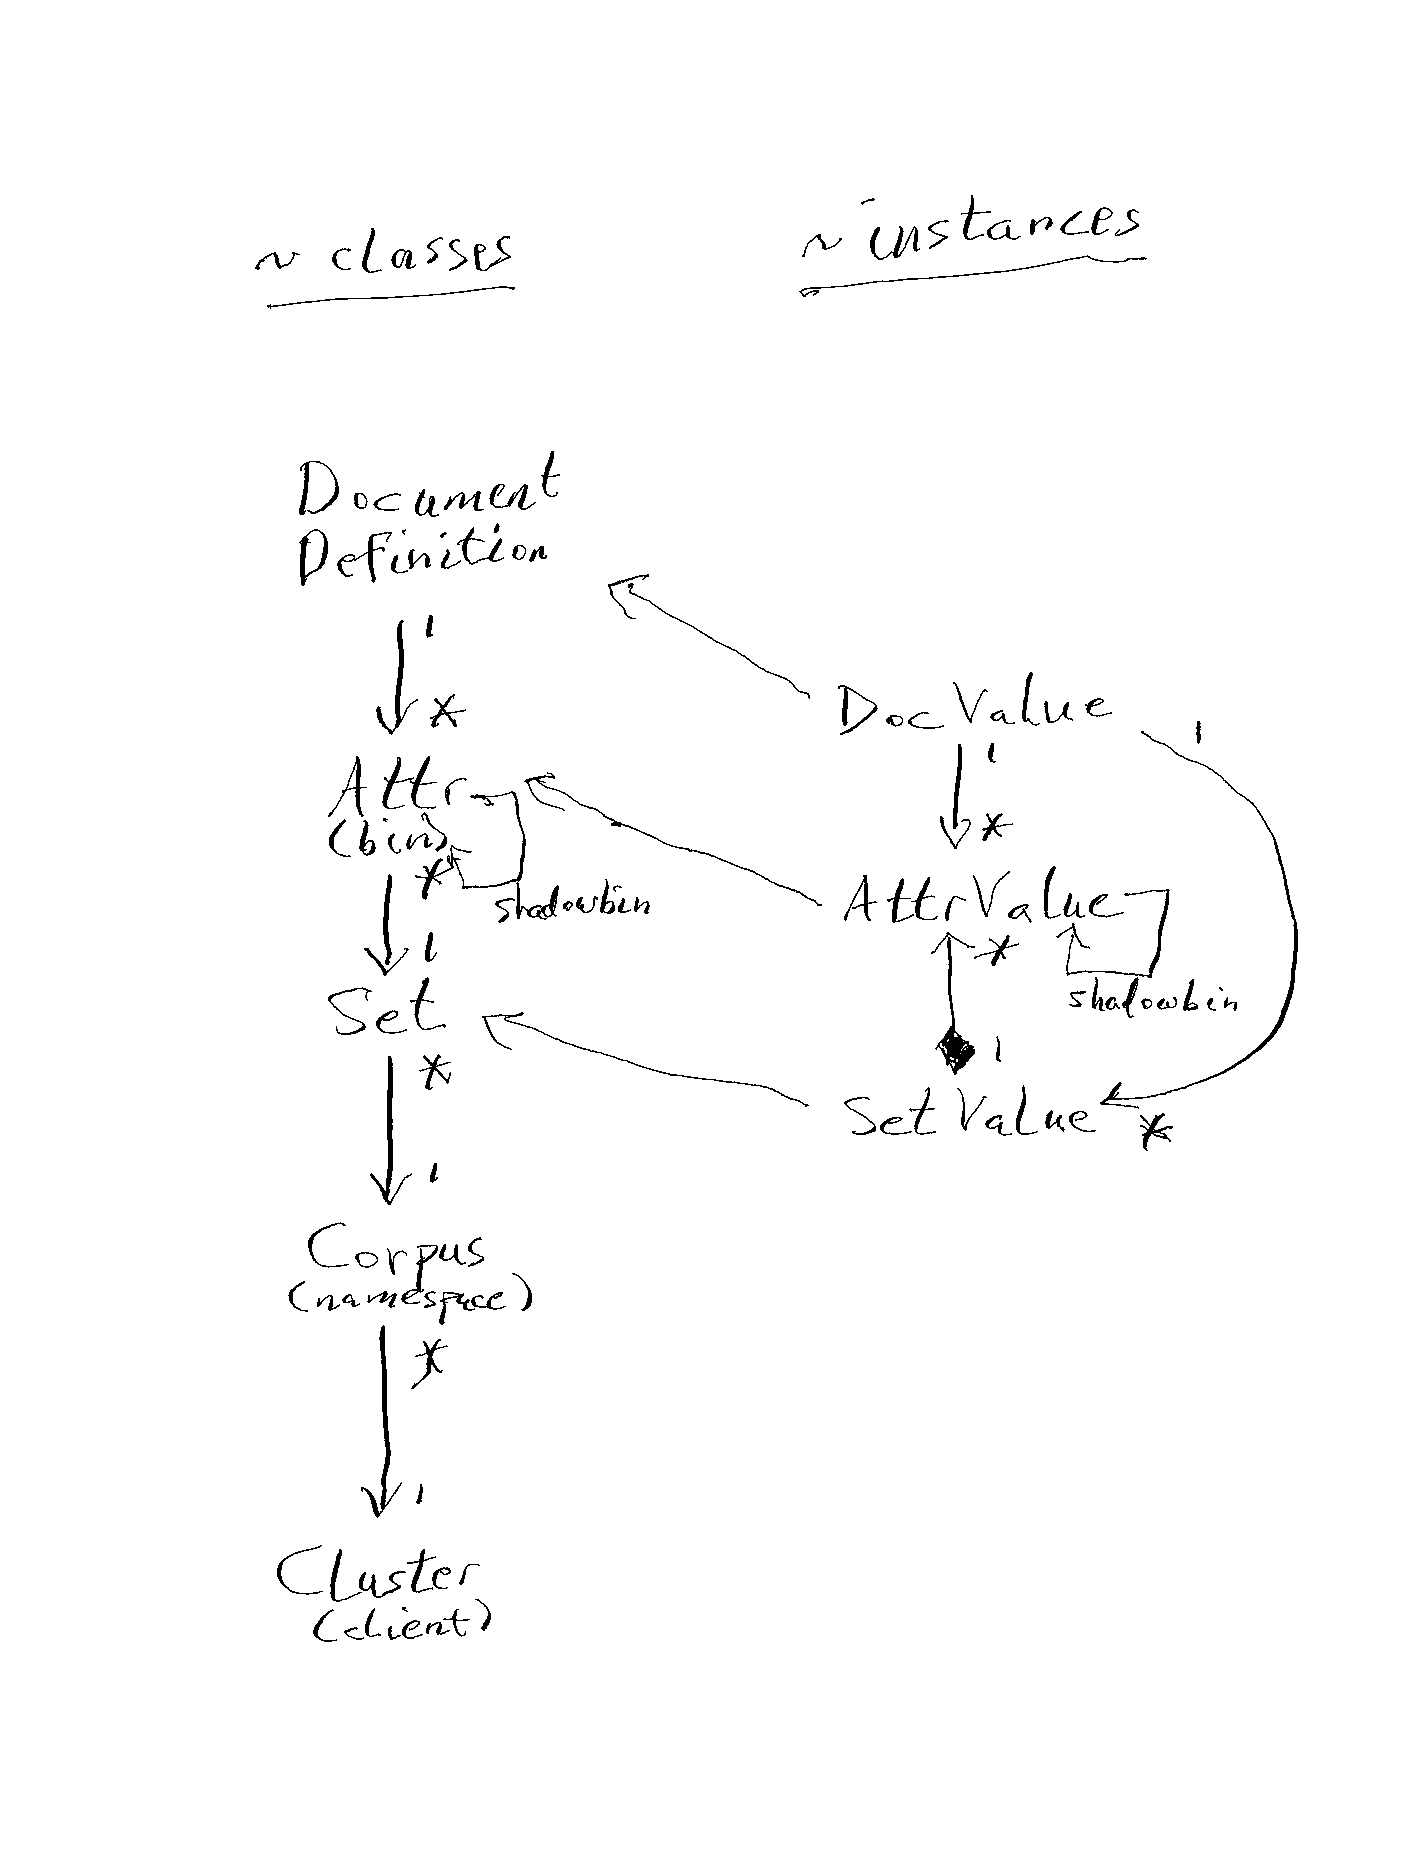 ~ classes
~ instances
Document
Definition
1
*
DocValue
1
1
*
Attr
(bin)
*
shadowbin
AttrValue
*
shadowbin
1
Set
*
1
SetValue
*
1
Corpus
(namespace)
*
1
Cluster
(client)